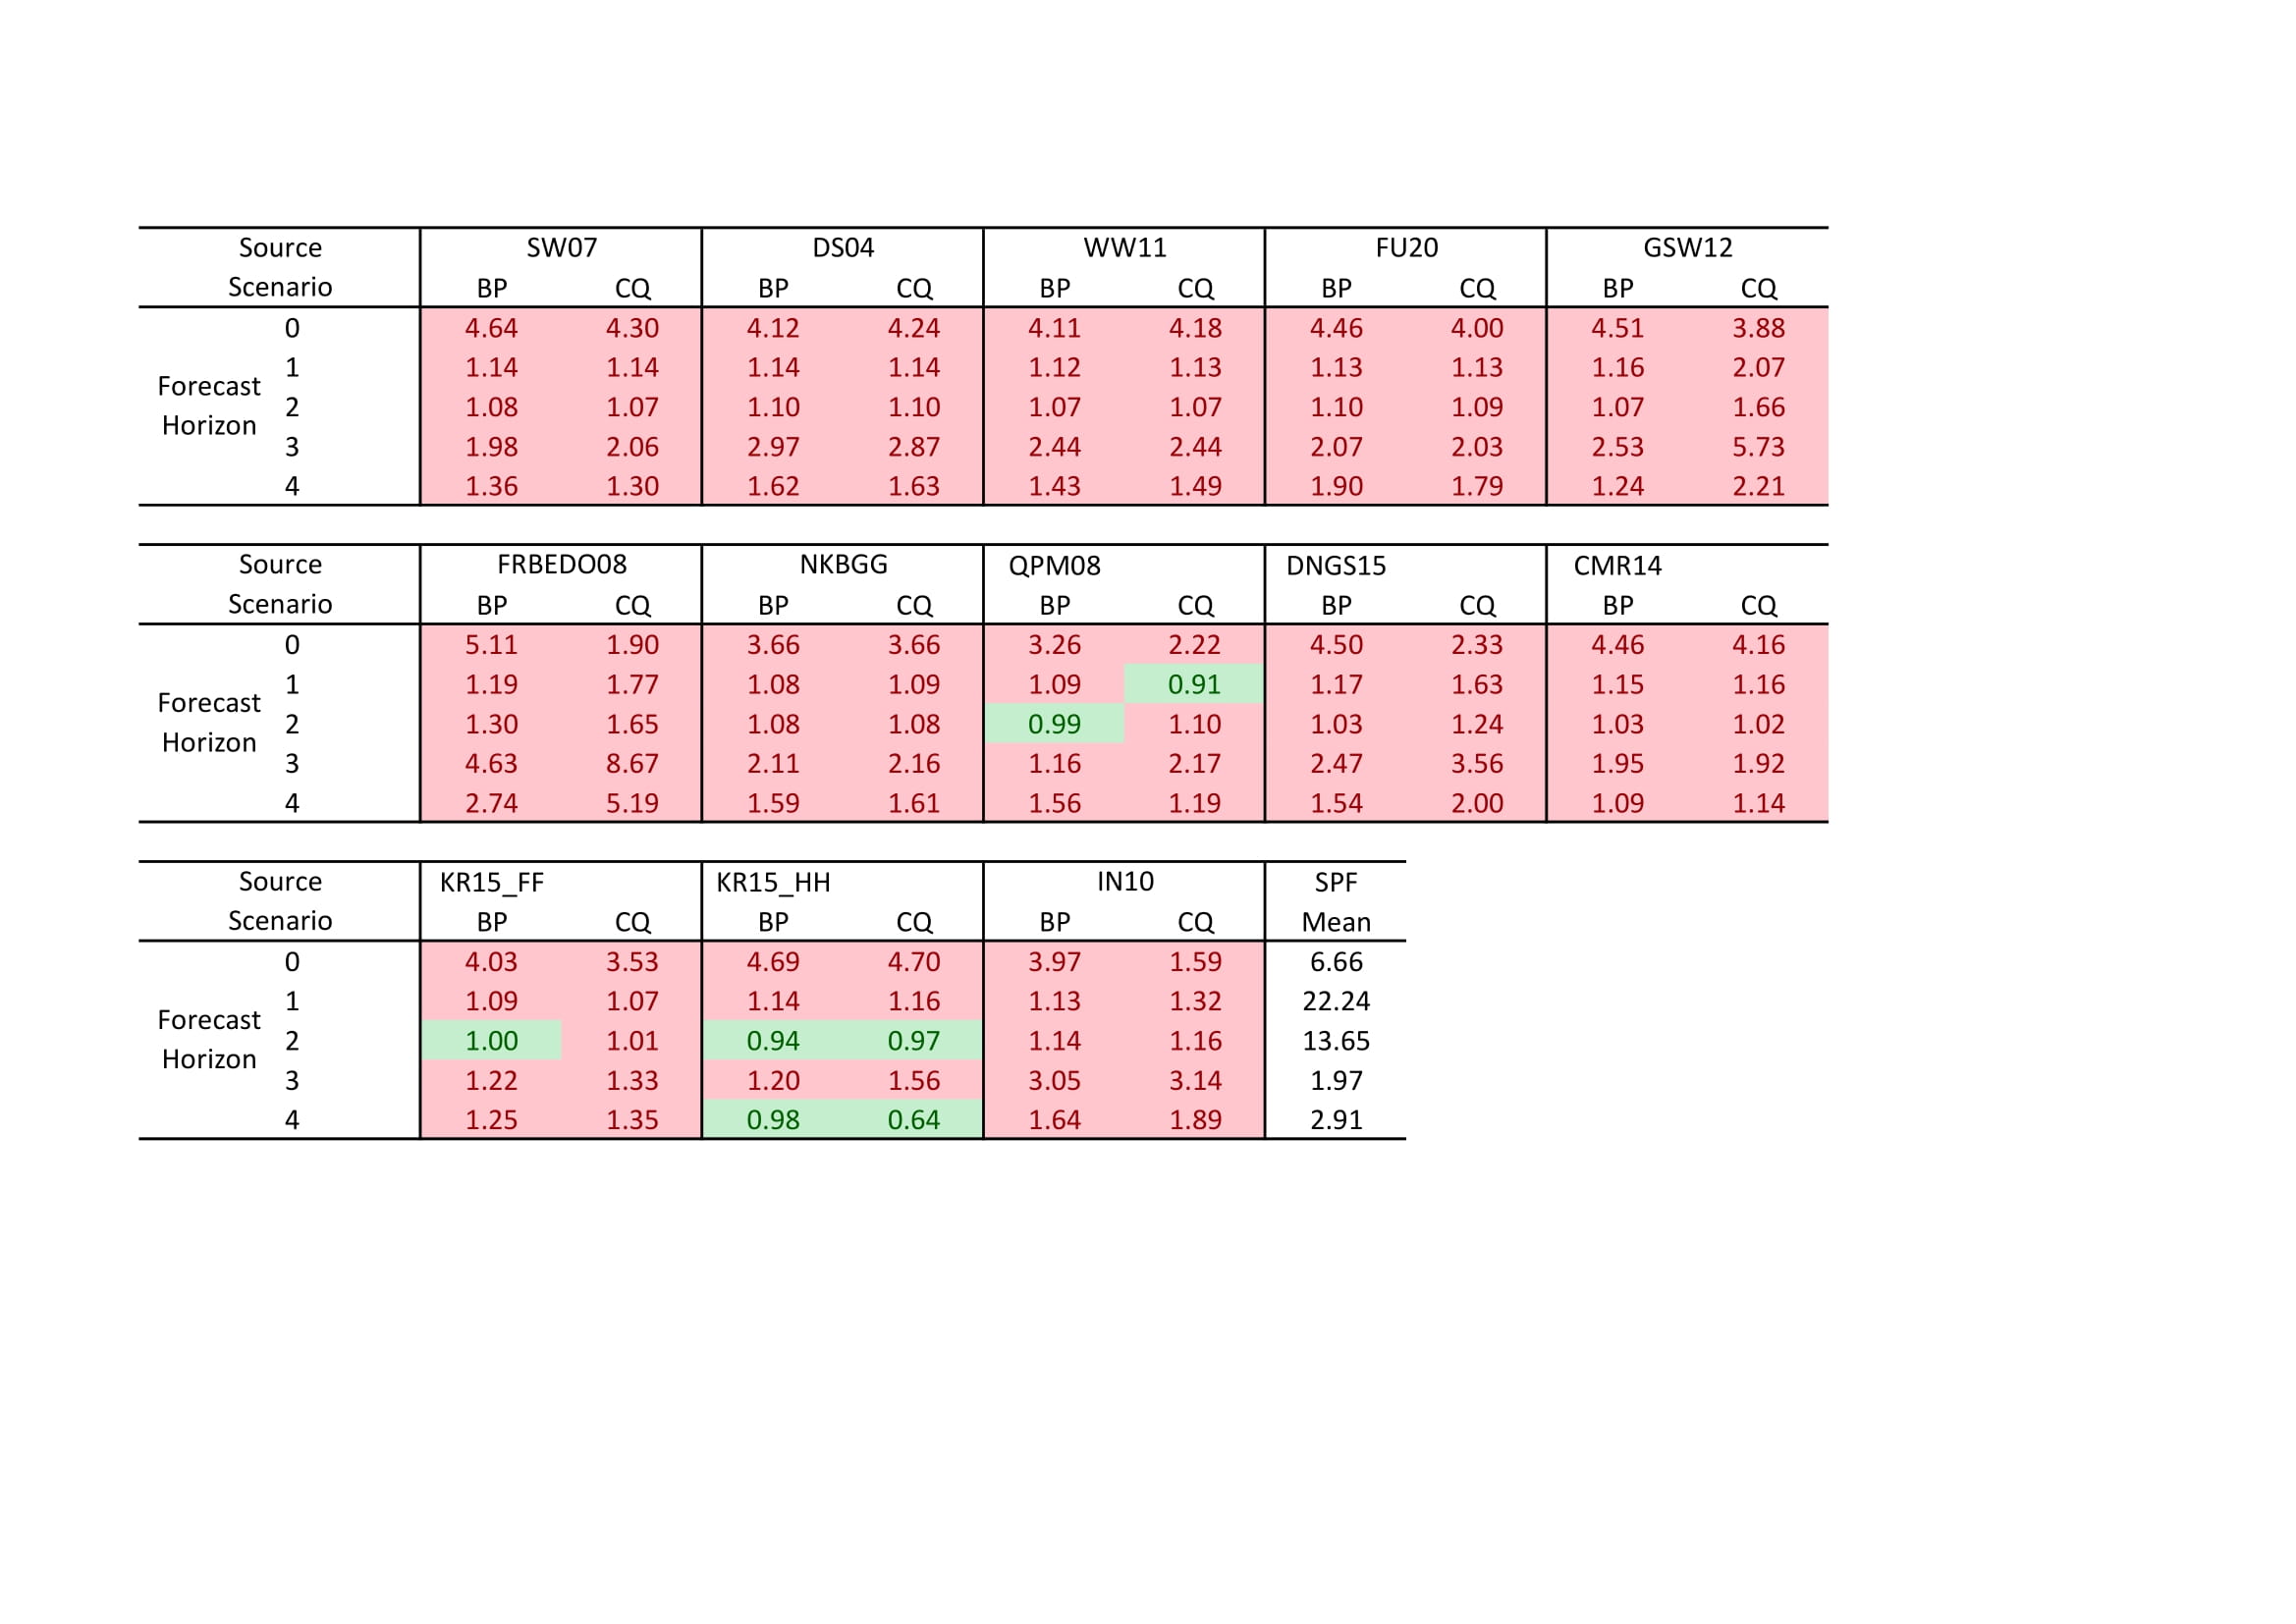 Source SW07 DS04 WW11 FU20 GSW12
Scenario BP CQ BP CQ BP CQ BP CQ BP CQ
0 4.64 4.30 4.12 4.24 4.11 4.18 4.46 4.00 4.51 3.88
1 1.14 1.14 1.14 1.14 1.12 1.13 1.13 1.13 1.16 2.07
Forecast
2 1.08 1.07 1.10 1.10 1.07 1.07 1.10 1.09 1.07 1.66
Horizon
3 1.98 2.06 2.97 2.87 2.44 2.44 2.07 2.03 2.53 5.73
4 1.36 1.30 1.62 1.63 1.43 1.49 1.90 1.79 1.24 2.21
Source FRBEDO08 NKBGG QPM08 DNGS15 CMR14
Scenario BP CQ BP CQ BP CQ BP CQ BP CQ
0 5.11 1.90 3.66 3.66 3.26 2.22 4.50 2.33 4.46 4.16
1 1.19 1.77 1.08 1.09 1.09 0.91 1.17 1.63 1.15 1.16
Forecast
2 1.30 1.65 1.08 1.08 0.99 1.10 1.03 1.24 1.03 1.02
Horizon
3 4.63 8.67 2.11 2.16 1.16 2.17 2.47 3.56 1.95 1.92
4 2.74 5.19 1.59 1.61 1.56 1.19 1.54 2.00 1.09 1.14
Source KR15_FF KR15_HH IN10 SPF
Scenario BP CQ BP CQ BP CQ Mean
0 4.03 3.53 4.69 4.70 3.97 1.59 6.66
1 1.09 1.07 1.14 1.16 1.13 1.32 22.24
Forecast
2 1.00 1.01 0.94 0.97 1.14 1.16 13.65
Horizon
3 1.22 1.33 1.20 1.56 3.05 3.14 1.97
4 1.25 1.35 0.98 0.64 1.64 1.89 2.91